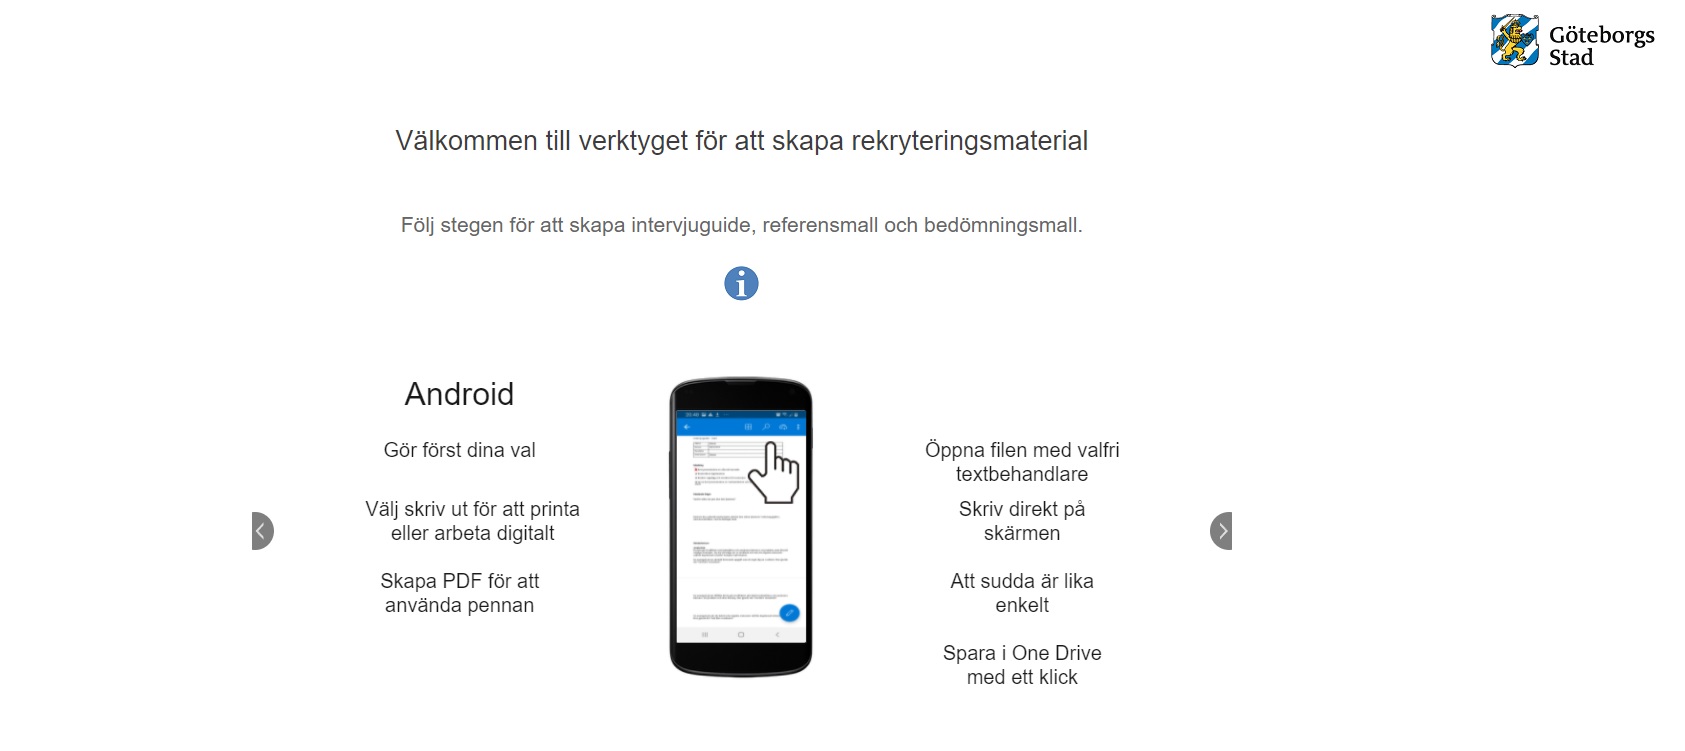 Göteborgs
Stad
Välkommen till verktyget för att skapa rekryteringsmaterial
Följ stegen för att skapa intervjuguide, referensmall och bedömningsmall.
Android
Gör först dina val
Välj skriv ut för att printa
eller arbeta digitalt
Skapa PDF för att
använda pennan
Öppna filen med valfri
textbehandlare
Skriv direkt på
skärmen
Att sudda är lika
enkelt
Spara i One Drive
med ett klick